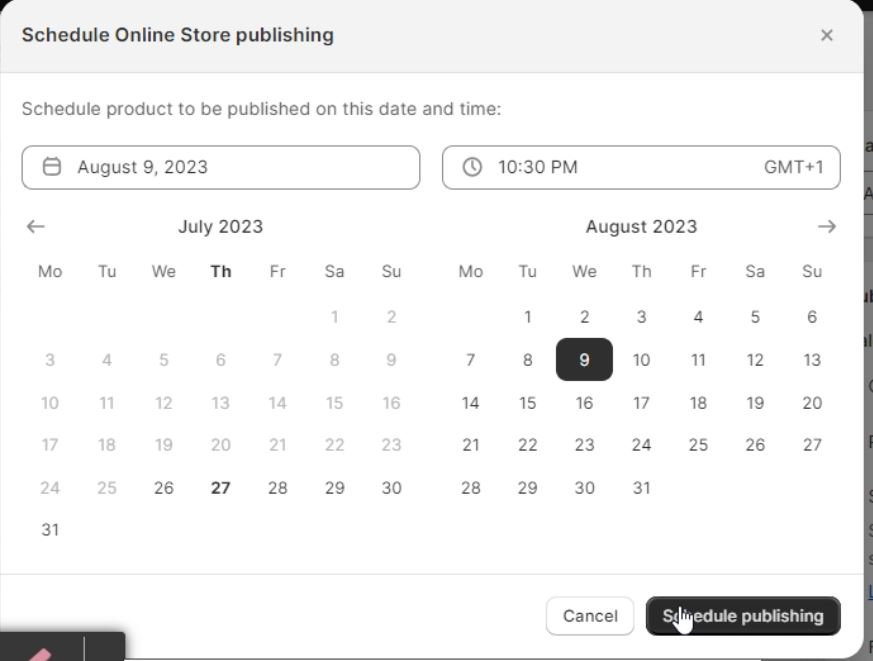 Schedule Online Store publishing
Schedule product to be published on this date and time:
August 9, 2023 10:30 PM GMT+1
July 2023 August 2023
Mo Tu We Th Fr Sa Su Mo Tu We Th Fr Sa Su
1 2 1 2 3 4 5 6
3 4 5 6 7 8 9 7 8 9 10 11 12 13
10 11 12 13 14 15 16 14 15 16 17 18 19 20
17 18 19 20 21 22 23 21 22 23 24 25 26 27
24 25 26 27 28 29 30 28 29 30 31
31
Cancel Schedule publishing